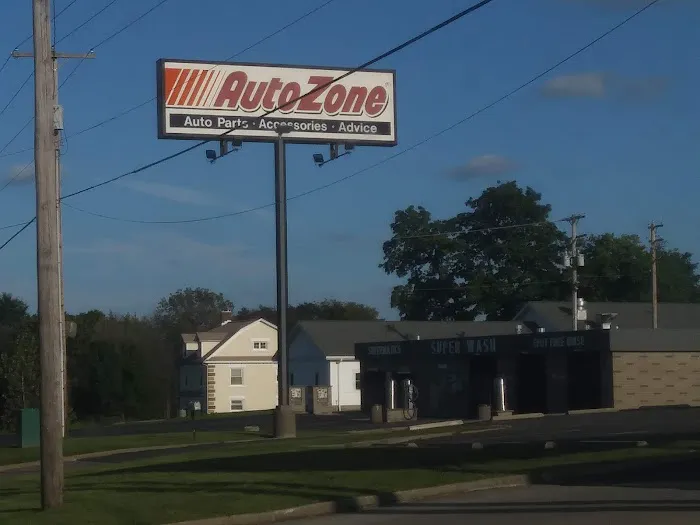 AutoZone
Auto Parts · Accessories · Advice
SUPER WASH